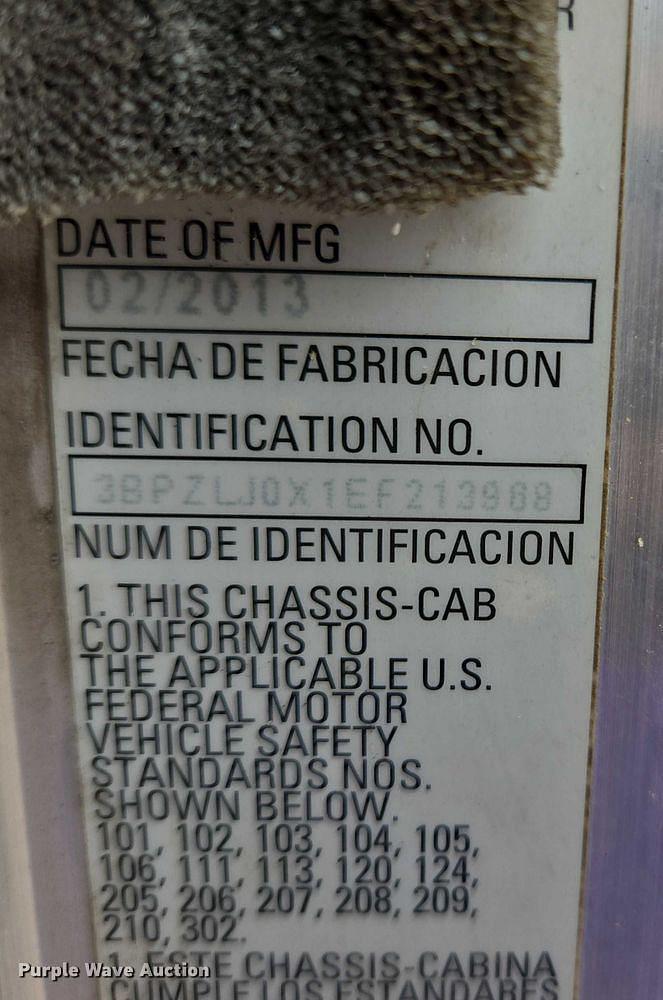 DATE OF MFG
02/2013
FECHA DE FABRICACION
IDENTIFICATION NO.
3BPZLJ0X1EF213968
NUM DE IDENTIFICACION
1. THIS CHASSIS-CAB
CONFORMS TO
THE APPLICABLE U.S.
FEDERAL MOTOR
VEHICLE SAFETY
STANDARDS NOS.
SHOWN BELOW.
101, 102, 103, 104, 105,
106, 111, 113, 120, 124,
205, 206, 207, 208, 209,
210, 302.
1. ESTE CHASSIS-CABINA
CUMPLE LOS ESTANDARES
Purple Wave Auction